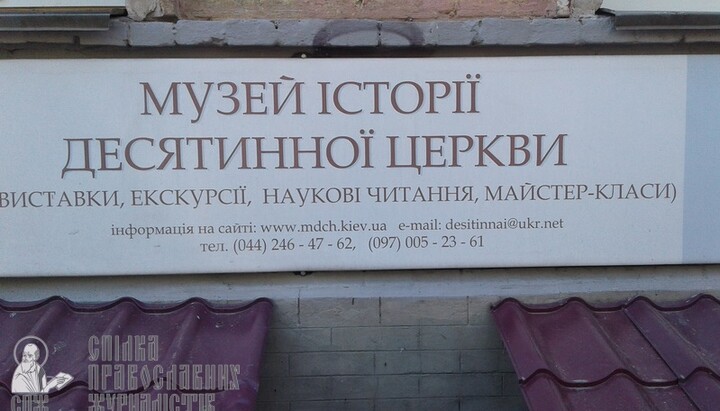 МУЗЕЙ ІСТОРІЇ
ДЕСЯТИННОЇ ЦЕРКВИ
ВИСТАВКИ, ЕКСКУРСІЇ, НАУКОВІ ЧИТАННЯ, МАЙСТЕР-КЛАСИ)
інформація на сайті: www.mdch.kiev.ua e-mail: desitinnai@ukr.net
тел. (044) 246 - 47 - 62, (097) 005 - 23 - 61
СПІЛКА
ПРАВОСЛАВНИХ
ЖУРНАЛІСТІВ
СПЖ